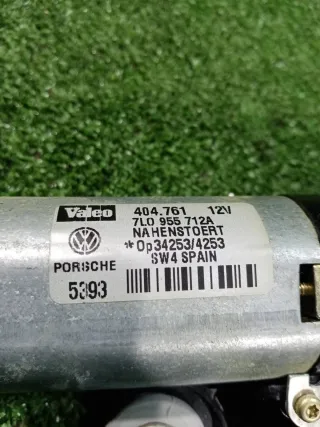 Valeo 404.761 12V
7L0 955 712A
NAHENSTOERT
*Op34253/4253
SW4 SPAIN
PORSCHE
5393